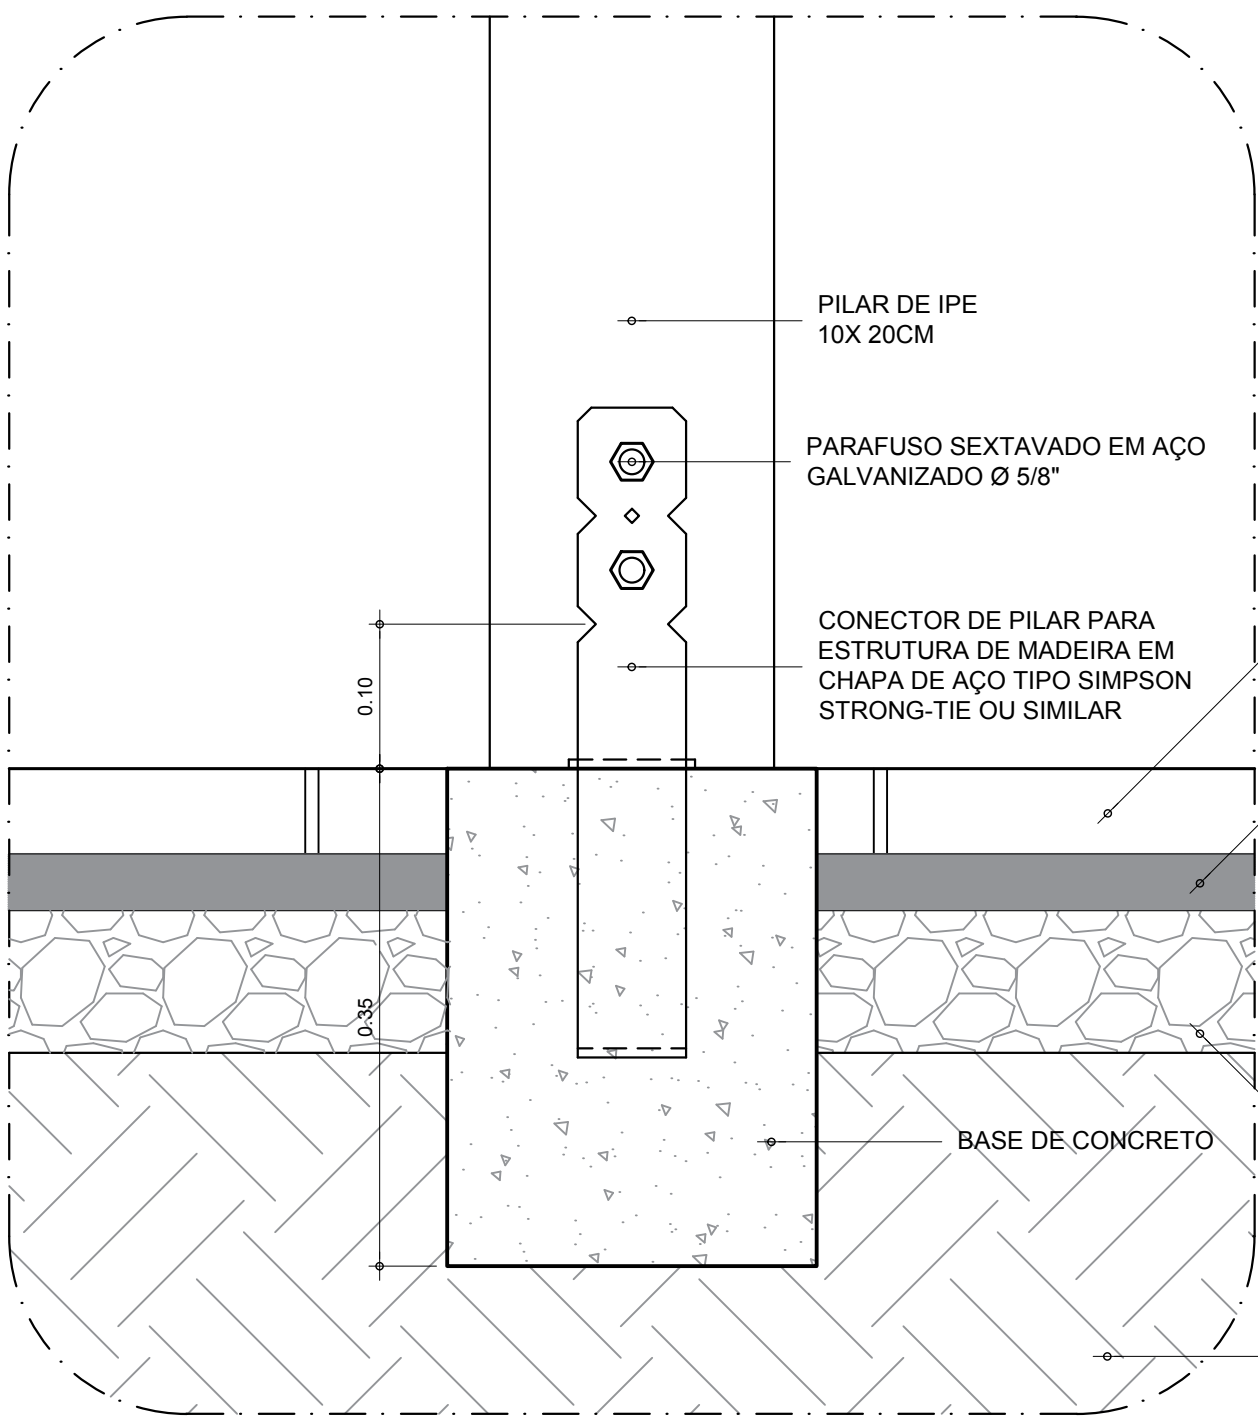 PILAR DE IPE
10X 20CM
PARAFUSO SEXTAVADO EM AÇO
GALVANIZADO Ø 5/8"
CONECTOR DE PILAR PARA
ESTRUTURA DE MADEIRA EM
CHAPA DE AÇO TIPO SIMPSON
STRONG-TIE OU SIMILAR
0.10
0.35
BASE DE CONCRETO